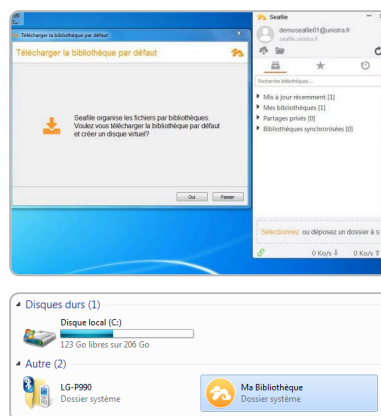 Télécharger la bibliothèque par défaut
Télécharger la bibliothèque par défaut
Seafile organise les fichiers par bibliothèques.
Voulez vous télécharger la bibliothèque par défaut
et créer un disque virtuel?
Oui
Passer
Seafile
demoseafile01@unistra.fr
seafile.unistra.fr
Recherche bibliothèques...
Mis à jour récemment [1]
Mes bibliothèques [1]
Partages privés [0]
Bibliothèques synchronisées [0]
Sélectionnez ou déposez un dossier à s
0 Ko/s
0 Ko/s
Disques durs (1)
Disque local (C:)
123 Go libres sur 206 Go
Autre (2)
LG-P990
Dossier système
Ma Bibliothèque
Dossier système